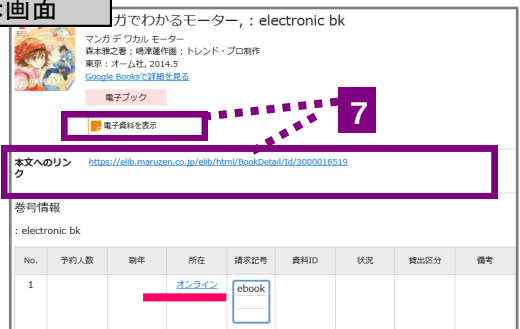 画面
ガでわかるモーター, : electronic bk
マンガ デ ワカル モーター
森本雅之著 ; 嶋津蓮作画 ; トレンド・
プロ制作
東京 : オーム社, 2014.5
Google Booksで詳細を見る
電子ブック
電子資料を表示
7
本文へのリンク
https://elib.maruzen.co.jp/elib/html/BookDetail/Id/3000016519
巻号情報
: electronic bk
No. 予約人数 刷年 所在 請求記号 資料ID 状況 貸出区分 備考
1 オンライン ebook